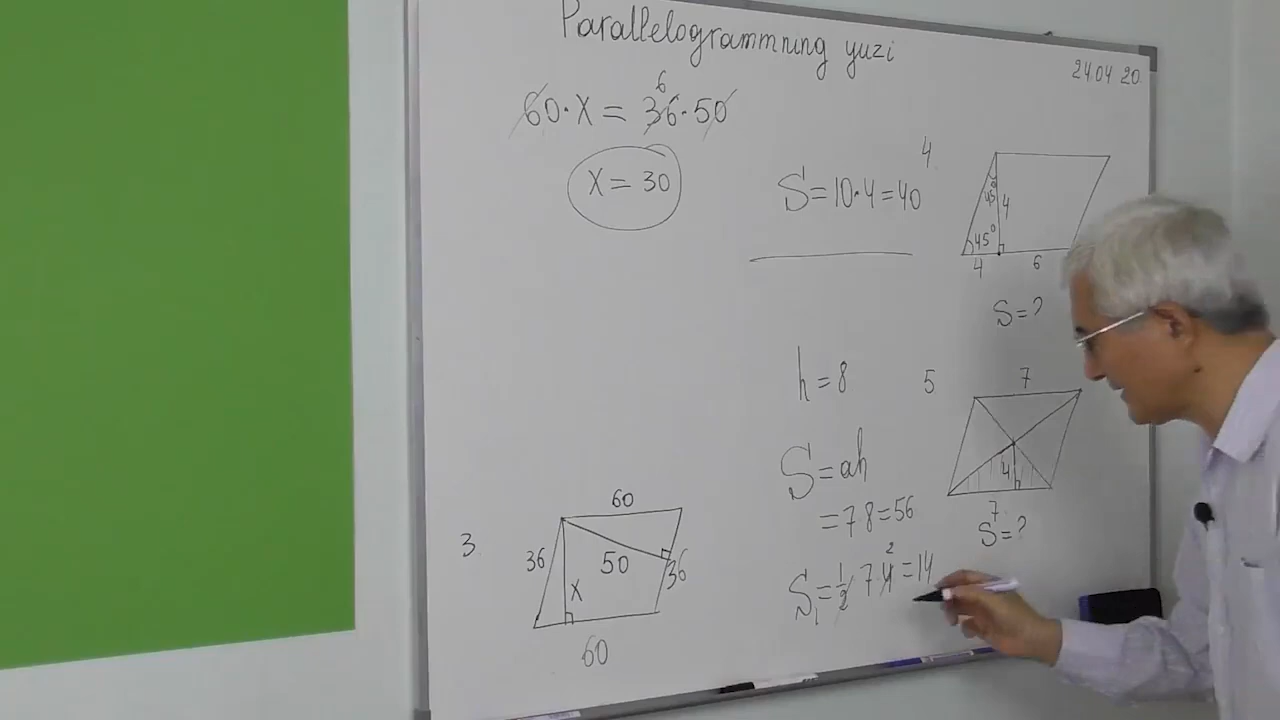 Parallelogrammning yuzi
24.04 20
60·x = 36·50
6
x = 30
4
S = 10·4 = 40
45°
4
45°
4
6
S = ?
h = 8
5
7
4
7
S = ?
S = ah
= 7 8 = 56
2
S₁ = 1/2 7·4 = 14
3
60
36
50
36
x
60